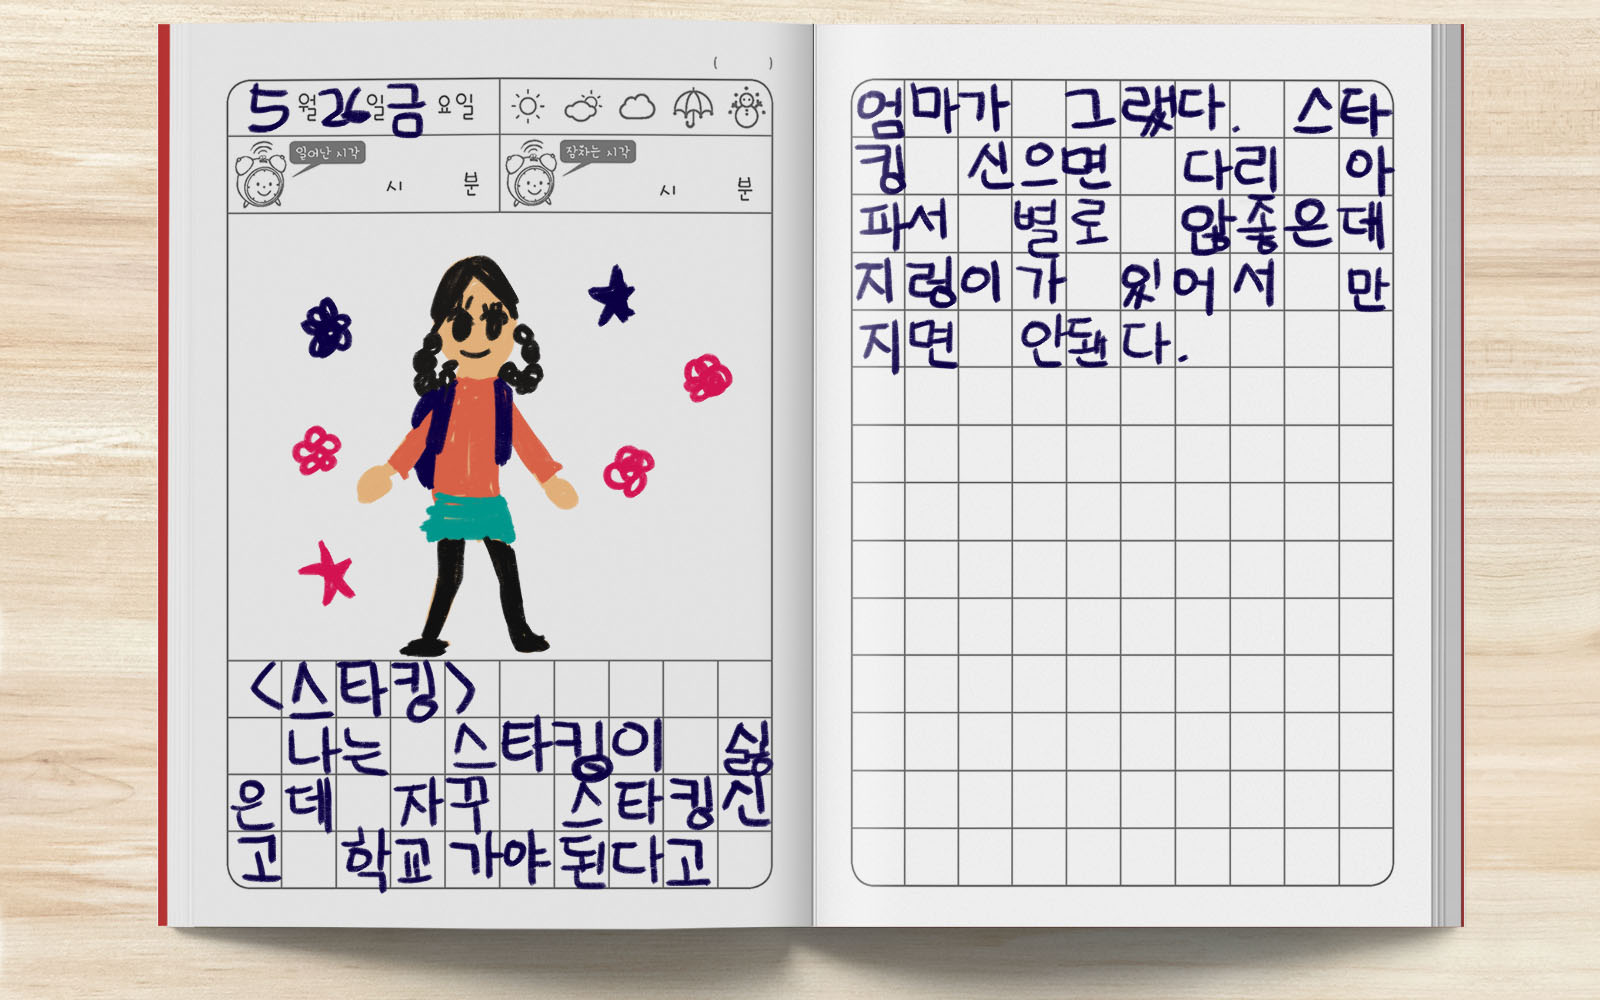 5월 26일 금요일
일어난 시각 시 분 잠자는 시각 시 분
<스타킹>
나는 스타킹이 싫
은데 자꾸 스타킹신
고 학교가야 된다고
엄마가 그랬다. 스타
킹 신으면 다리 아
파서 별로 않좋은데
지렁이가 있어서 만
지면 안됀다.